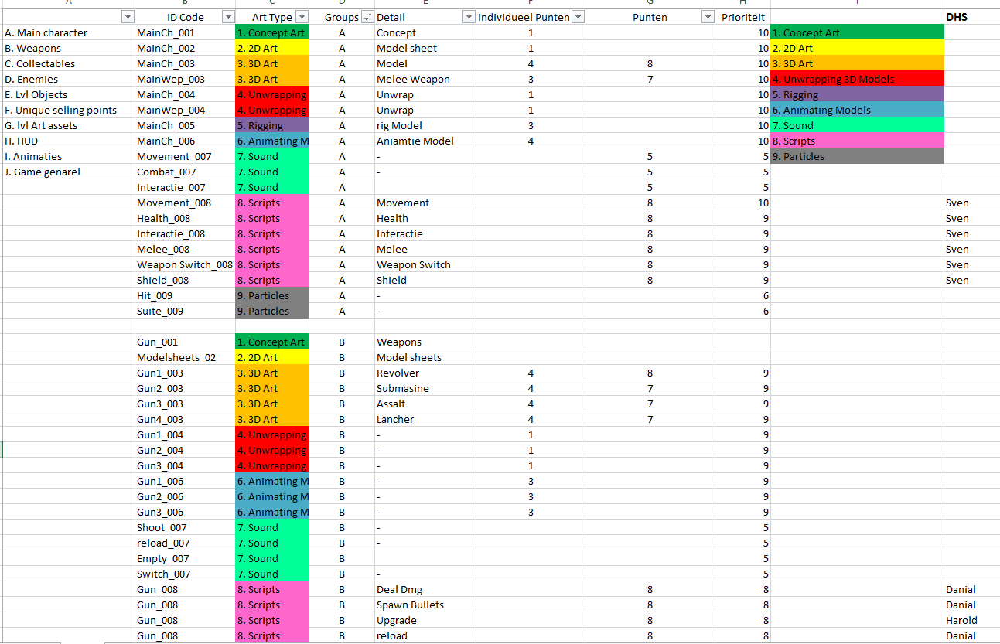 ID Code Art Type Groups Detail Individueel Punten Punten Prioriteit DHS
A. Main character MainCh_001 1. Concept Art A Concept 1 10 1. Concept Art
B. Weapons MainCh_002 2. 2D Art A Model sheet 1 10 2. 2D Art
C. Collectables MainCh_003 3. 3D Art A Model 4 8 10 3. 3D Art
D. Enemies MainWep_003 3. 3D Art A Melee Weapon 3 7 10 4. Unwrapping 3D Models
E. Lvl Objects MainCh_004 4. Unwrapping A Unwrap 1 10 5. Rigging
F. Unique selling points MainWep_004 4. Unwrapping A Unwrap 1 10 6. Animating Models
G. lvl Art assets MainCh_005 5. Rigging A rig Model 3 10 7. Sound
H. HUD MainCh_006 6. Animating M A Aniamtie Model 4 10 8. Scripts
I. Animaties Movement_007 7. Sound A - 5 5 9. Particles
J. Game genarel Combat_007 7. Sound A - 5 5
Interactie_007 7. Sound A 5 5
Movement_008 8. Scripts A Movement 8 10 Sven
Health_008 8. Scripts A Health 8 9 Sven
Interactie_008 8. Scripts A Interactie 8 9 Sven
Melee_008 8. Scripts A Melee 8 9 Sven
Weapon Switch_008 8. Scripts A Weapon Switch 8 9 Sven
Shield_008 8. Scripts A Shield 8 9 Sven
Hit_009 9. Particles A - 6
Suite_009 9. Particles A - 6
Gun_001 1. Concept Art B Weapons
Modelsheets_02 2. 2D Art B Model sheets
Gun1_003 3. 3D Art B Revolver 4 8 9
Gun2_003 3. 3D Art B Submasine 4 7 9
Gun3_003 3. 3D Art B Assalt 4 7 9
Gun4_003 3. 3D Art B Lancher 4 7 9
Gun1_004 4. Unwrapping B - 1 9
Gun2_004 4. Unwrapping B - 1 9
Gun3_004 4. Unwrapping B - 1 9
Gun1_006 6. Animating M B - 3 9
Gun2_006 6. Animating M B - 3 9
Gun3_006 6. Animating M B - 3 9
Shoot_007 7. Sound B - 5
reload_007 7. Sound B - 5
Empty_007 7. Sound B 5
Switch_007 7. Sound B - 5
Gun_008 8. Scripts B Deal Dmg 8 8 Danial
Gun_008 8. Scripts B Spawn Bullets 8 8 Danial
Gun_008 8. Scripts B Upgrade 8 8 Harold
Gun_008 8. Scripts B reload 8 8 Danial